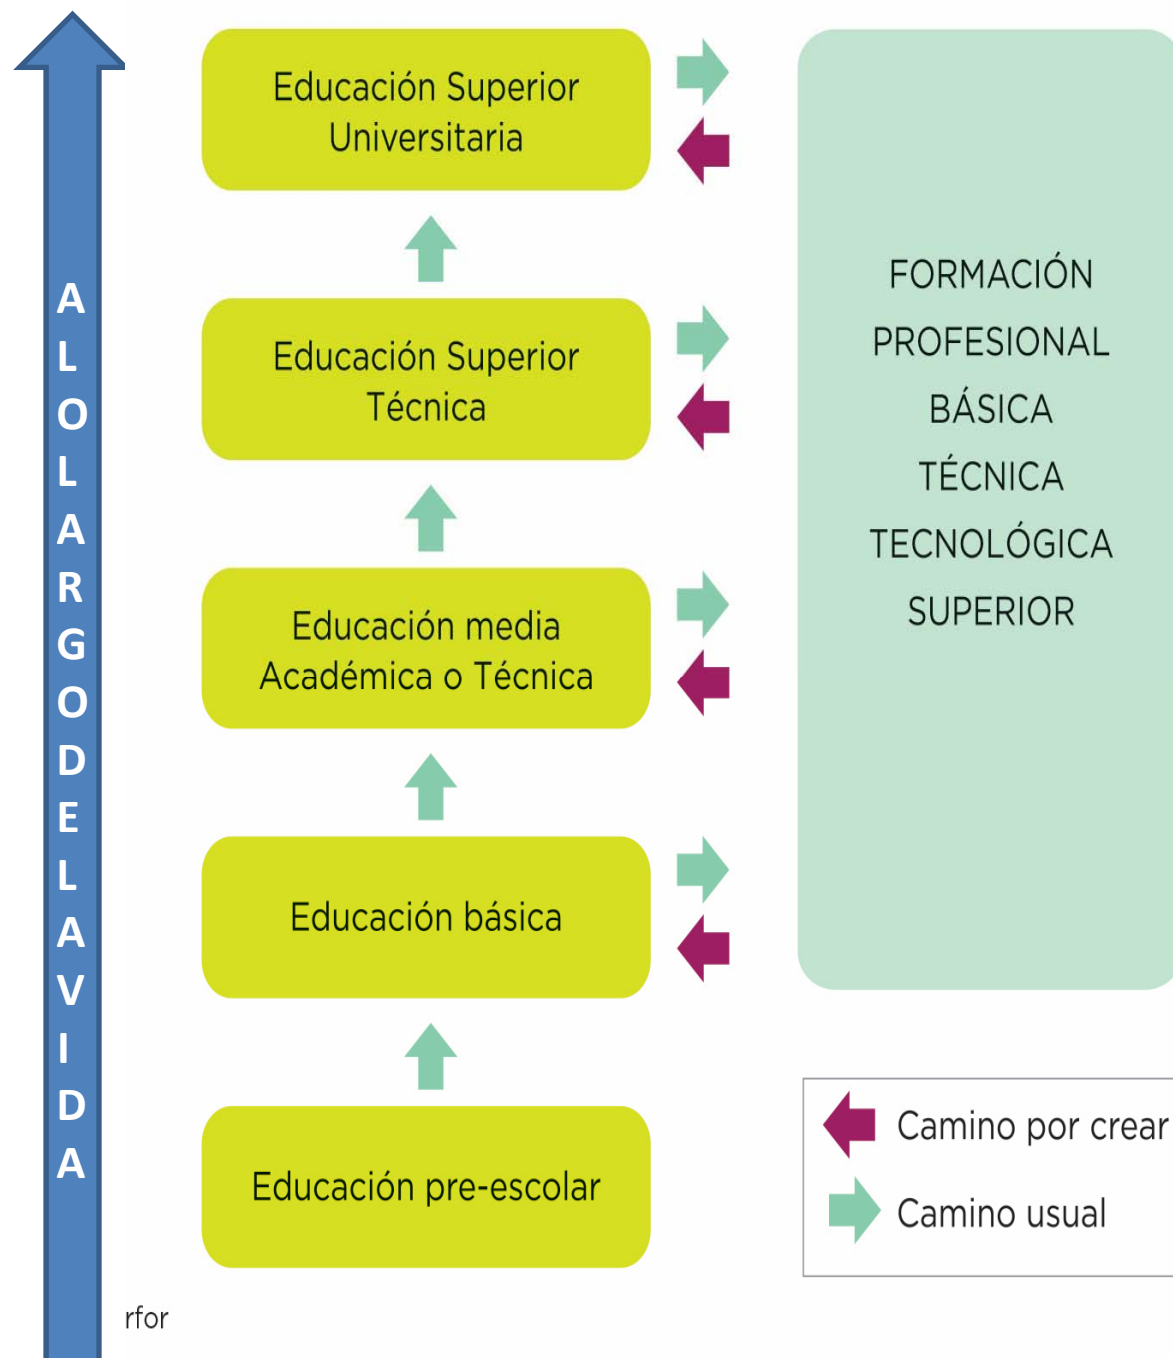 A
L
O
L
A
R
G
O
D
E
L
A
V
I
D
A
Educación Superior
Universitaria
Educación Superior
Técnica
Educación media
Académica o Técnica
Educación básica
Educación pre-escolar
FORMACIÓN
PROFESIONAL
BÁSICA
TÉCNICA
TECNOLÓGICA
SUPERIOR
Camino por crear
Camino usual
rfor